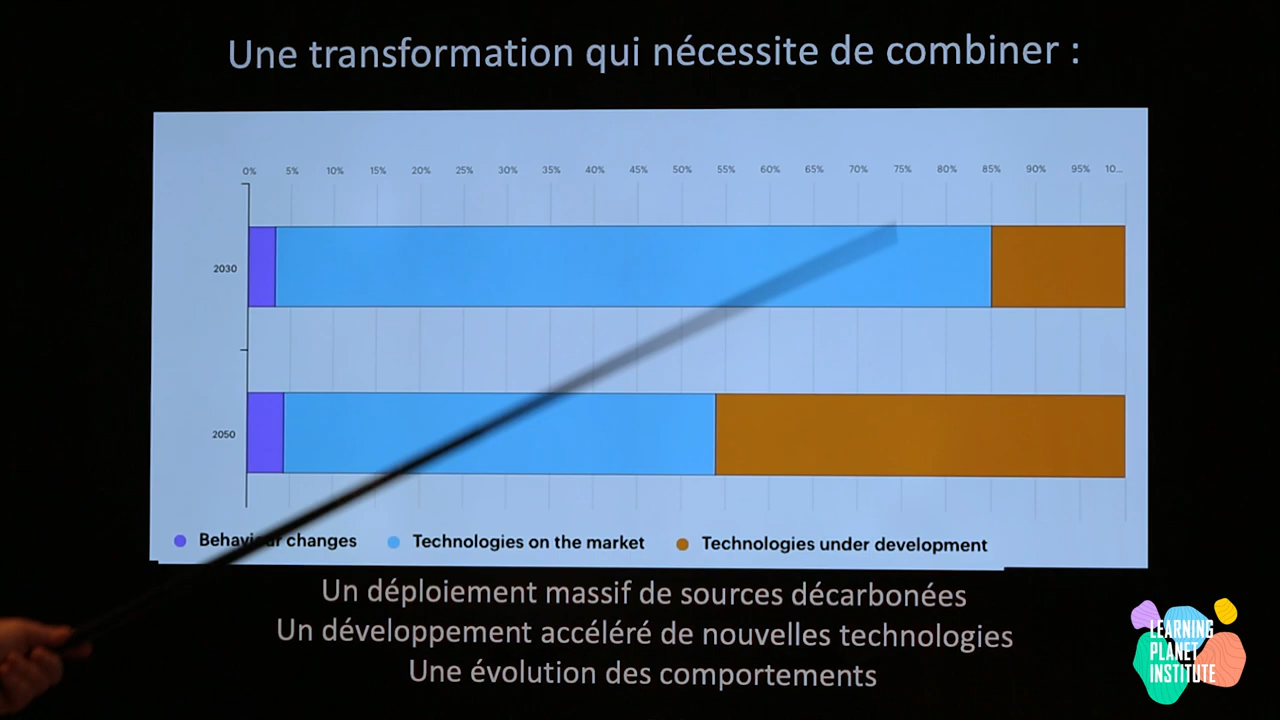 Une transformation qui nécessite de combiner :
0% 5% 10% 15% 20% 25% 30% 35% 40% 45% 50% 55% 60% 65% 70% 75% 80% 85% 90% 95% 10...
2030
2050
Behaviour changes Technologies on the market Technologies under development
Un déploiement massif de sources décarbonées
Un développement accéléré de nouvelles technologies
Une évolution des comportements
LEARNING
PLANET
INSTITUTE